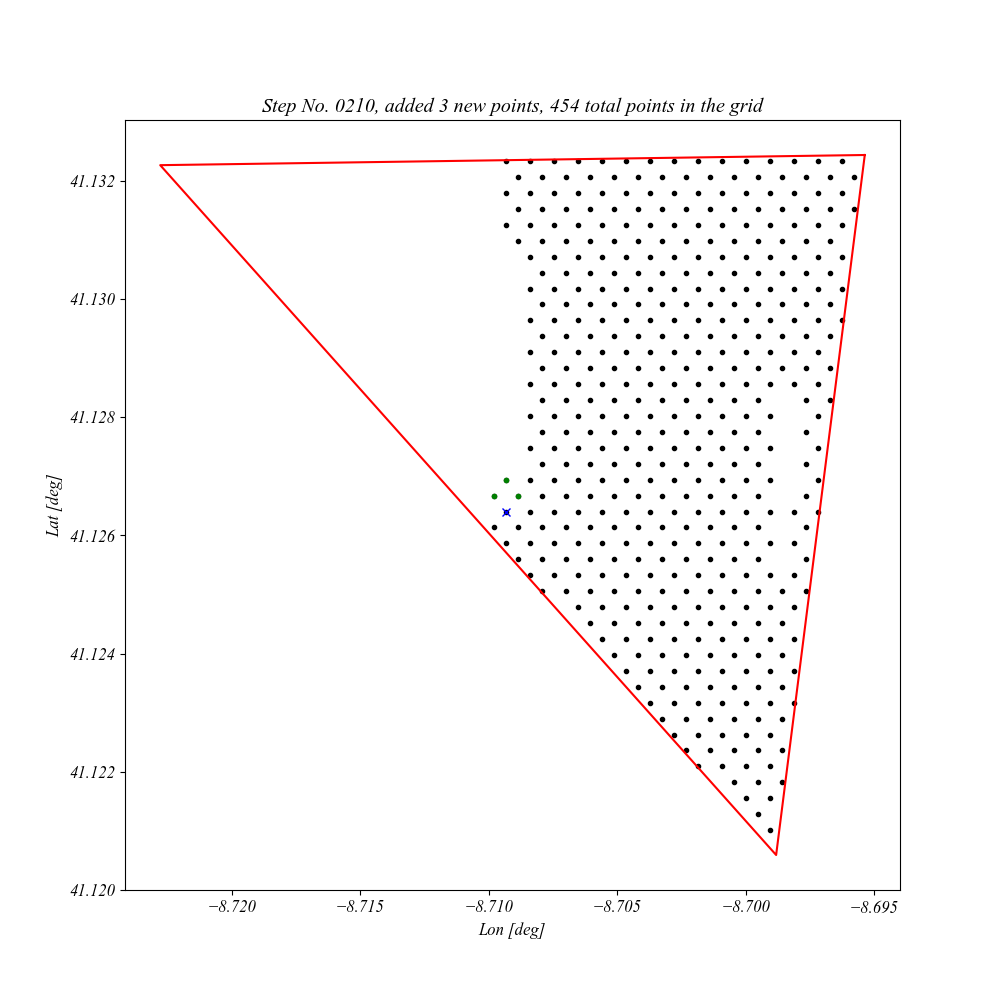 Step No. 0210, added 3 new points, 454 total points in the grid
41.132
41.130
41.128
41.126
41.124
41.122
41.120
Lat [deg]
−8.720 −8.715 −8.710 −8.705 −8.700 −8.695
Lon [deg]